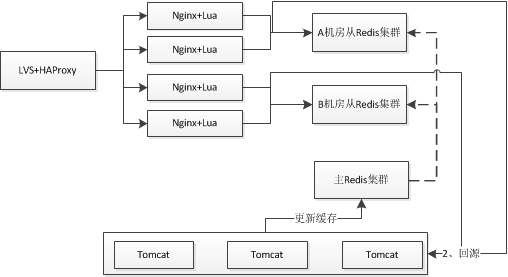 Nginx+Lua
A机房从Redis集群
Nginx+Lua
LVS+HAProxy
Nginx+Lua
B机房从Redis集群
Nginx+Lua
主Redis集群
更新缓存
2、回源
Tomcat
Tomcat
Tomcat